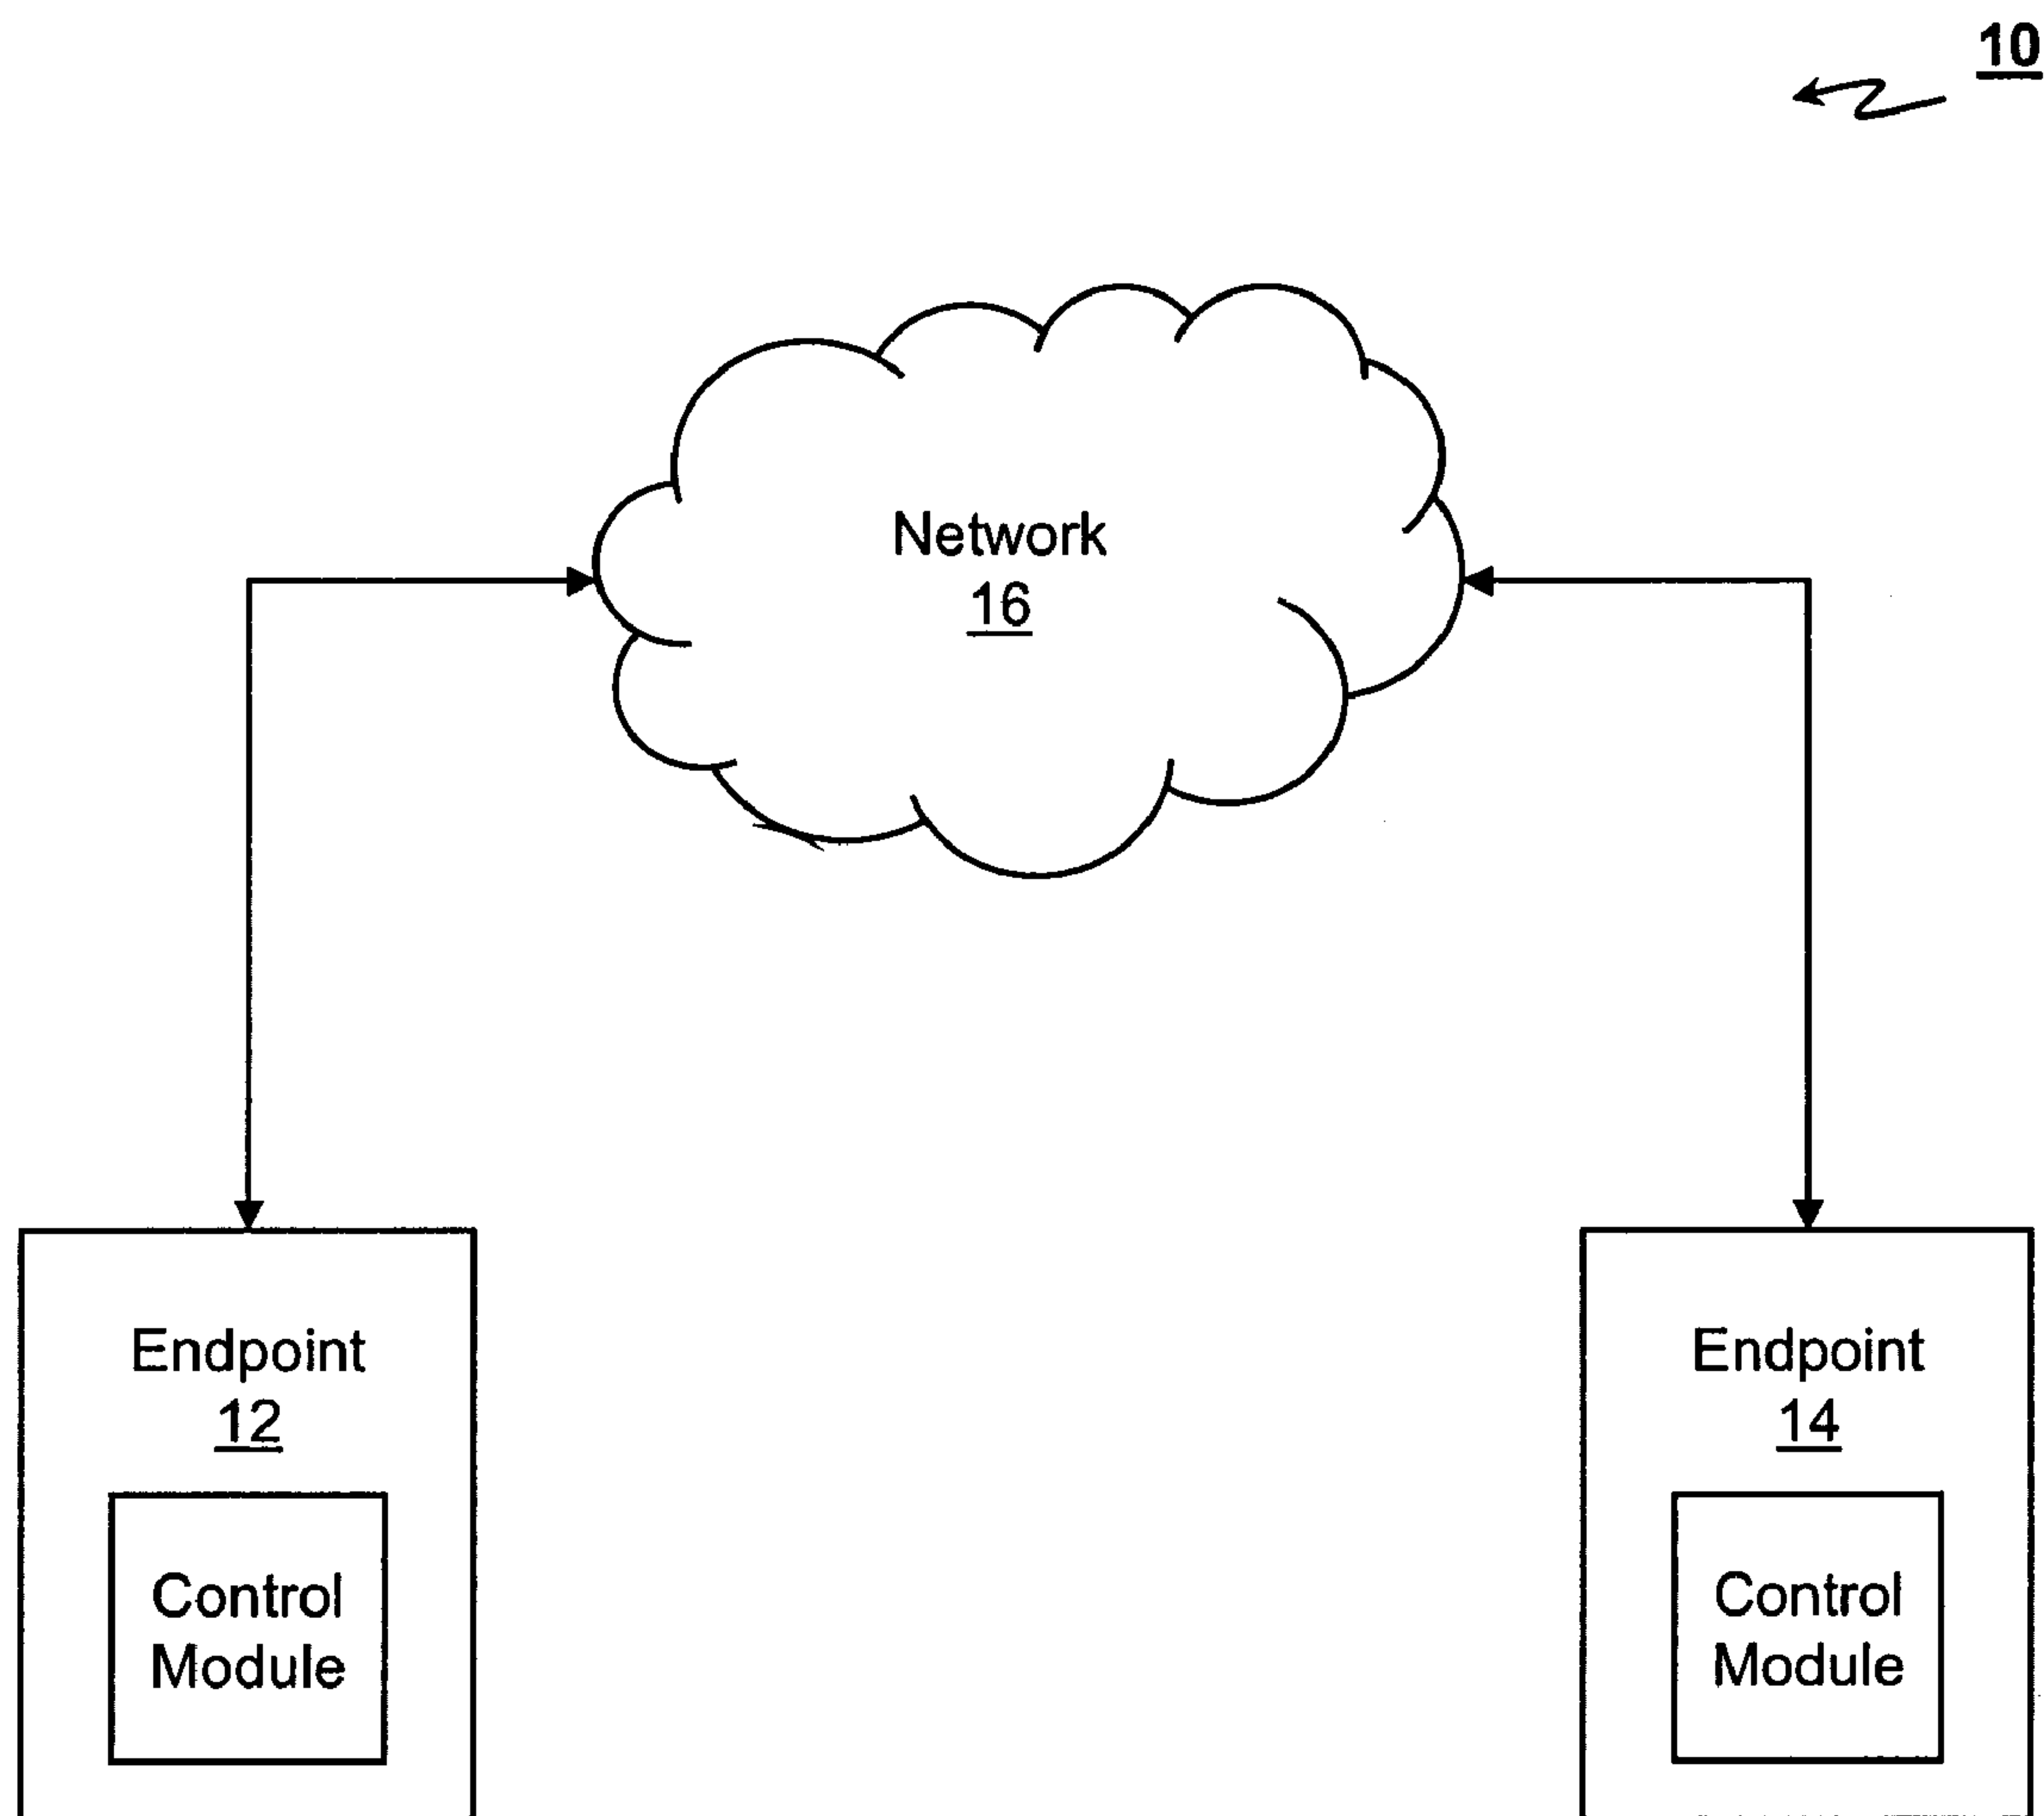 10
Network
16
Endpoint
12
Control
Module
Endpoint
14
Control
Module